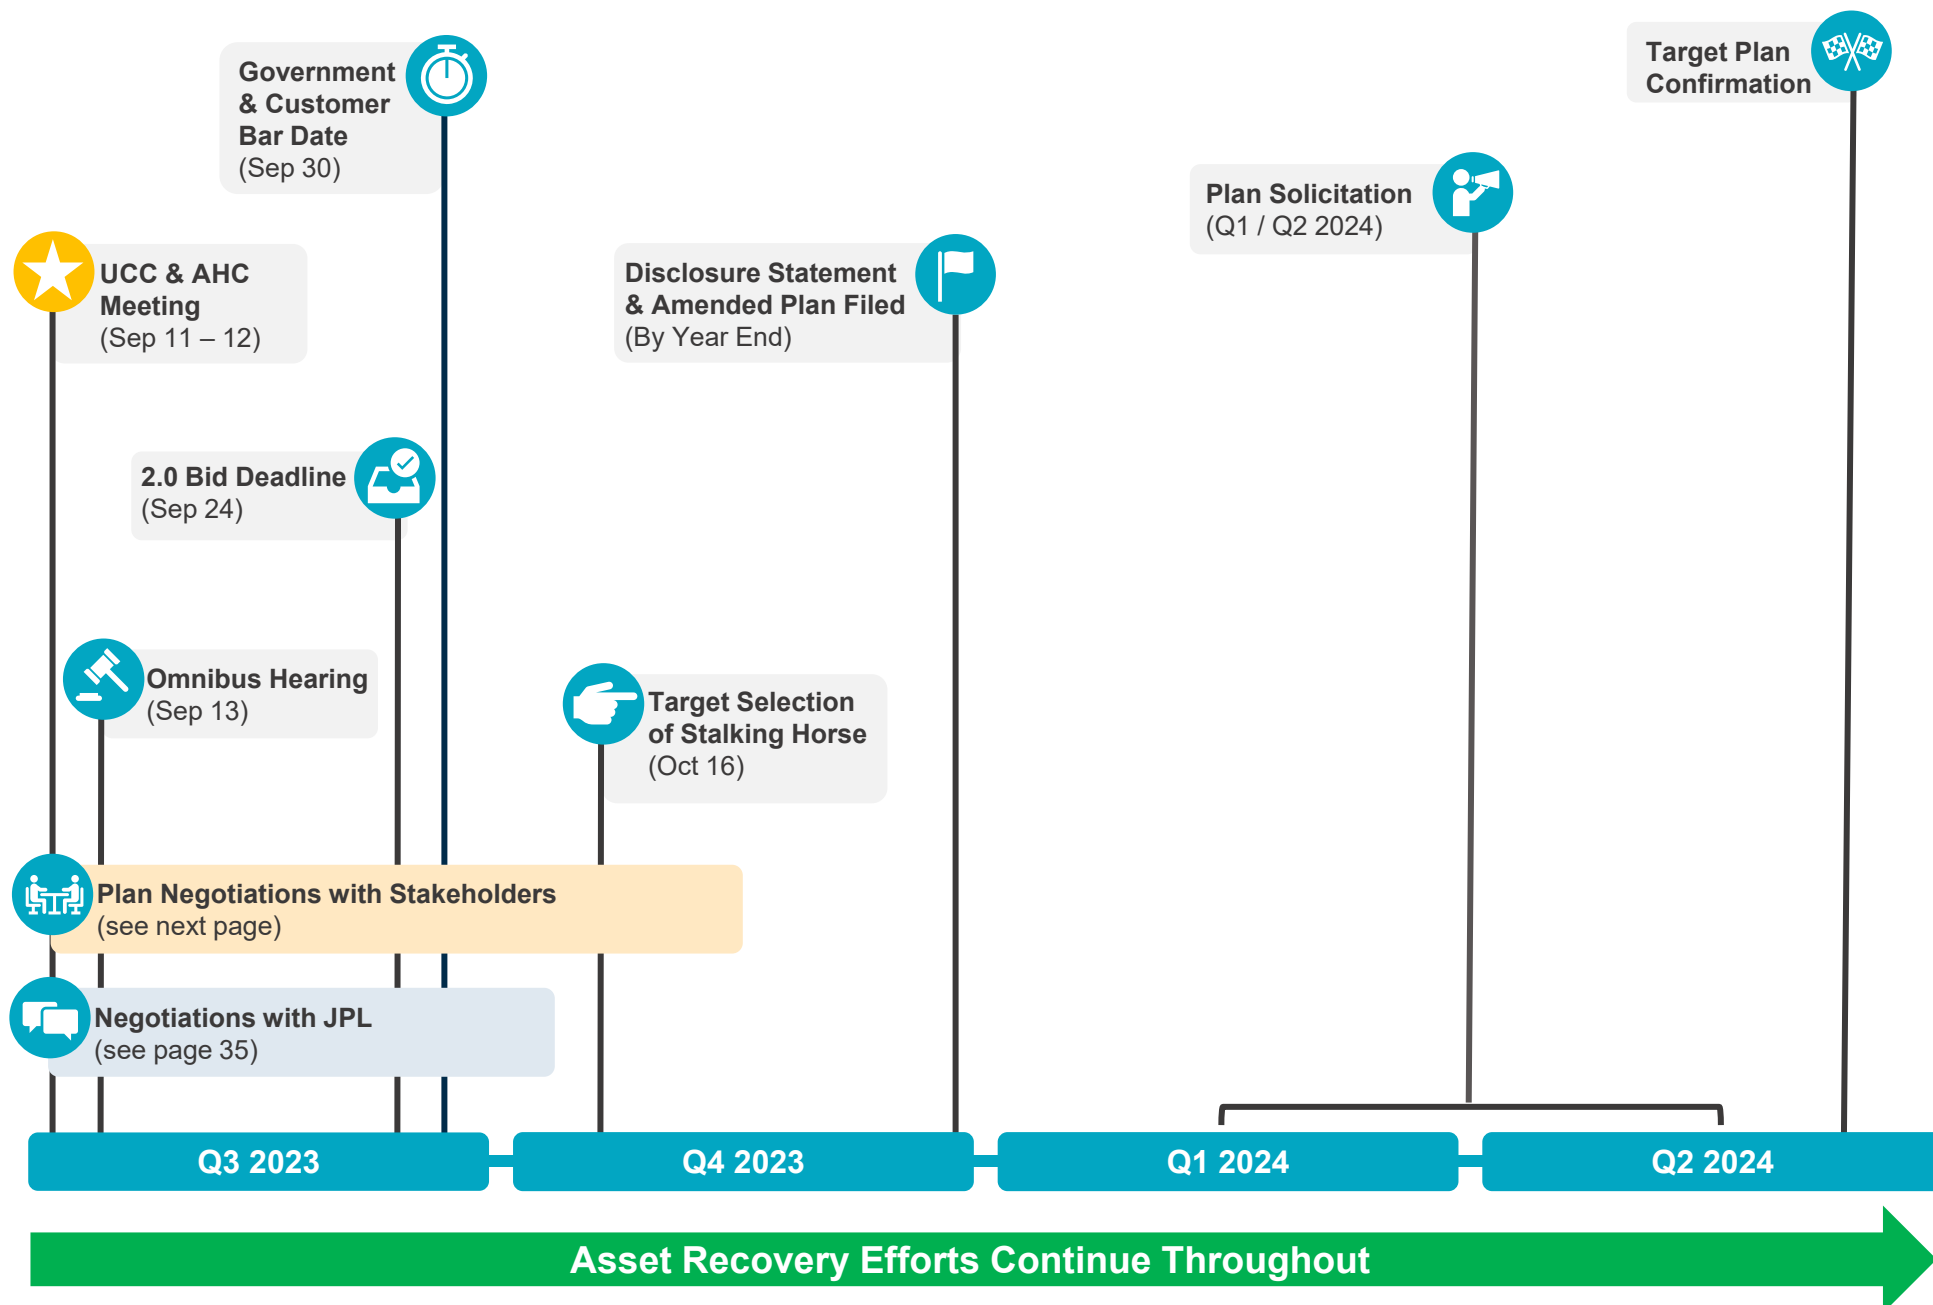 Target Plan
Confirmation
Government
& Customer
Bar Date
(Sep 30)
Plan Solicitation
(Q1 / Q2 2024)
UCC & AHC
Meeting
(Sep 11 – 12)
Disclosure Statement
& Amended Plan Filed
(By Year End)
2.0 Bid Deadline
(Sep 24)
Omnibus Hearing
(Sep 13)
Target Selection
of Stalking Horse
(Oct 16)
Plan Negotiations with Stakeholders
(see next page)
Negotiations with JPL
(see page 35)
Q3 2023
Q4 2023
Q1 2024
Q2 2024
Asset Recovery Efforts Continue Throughout